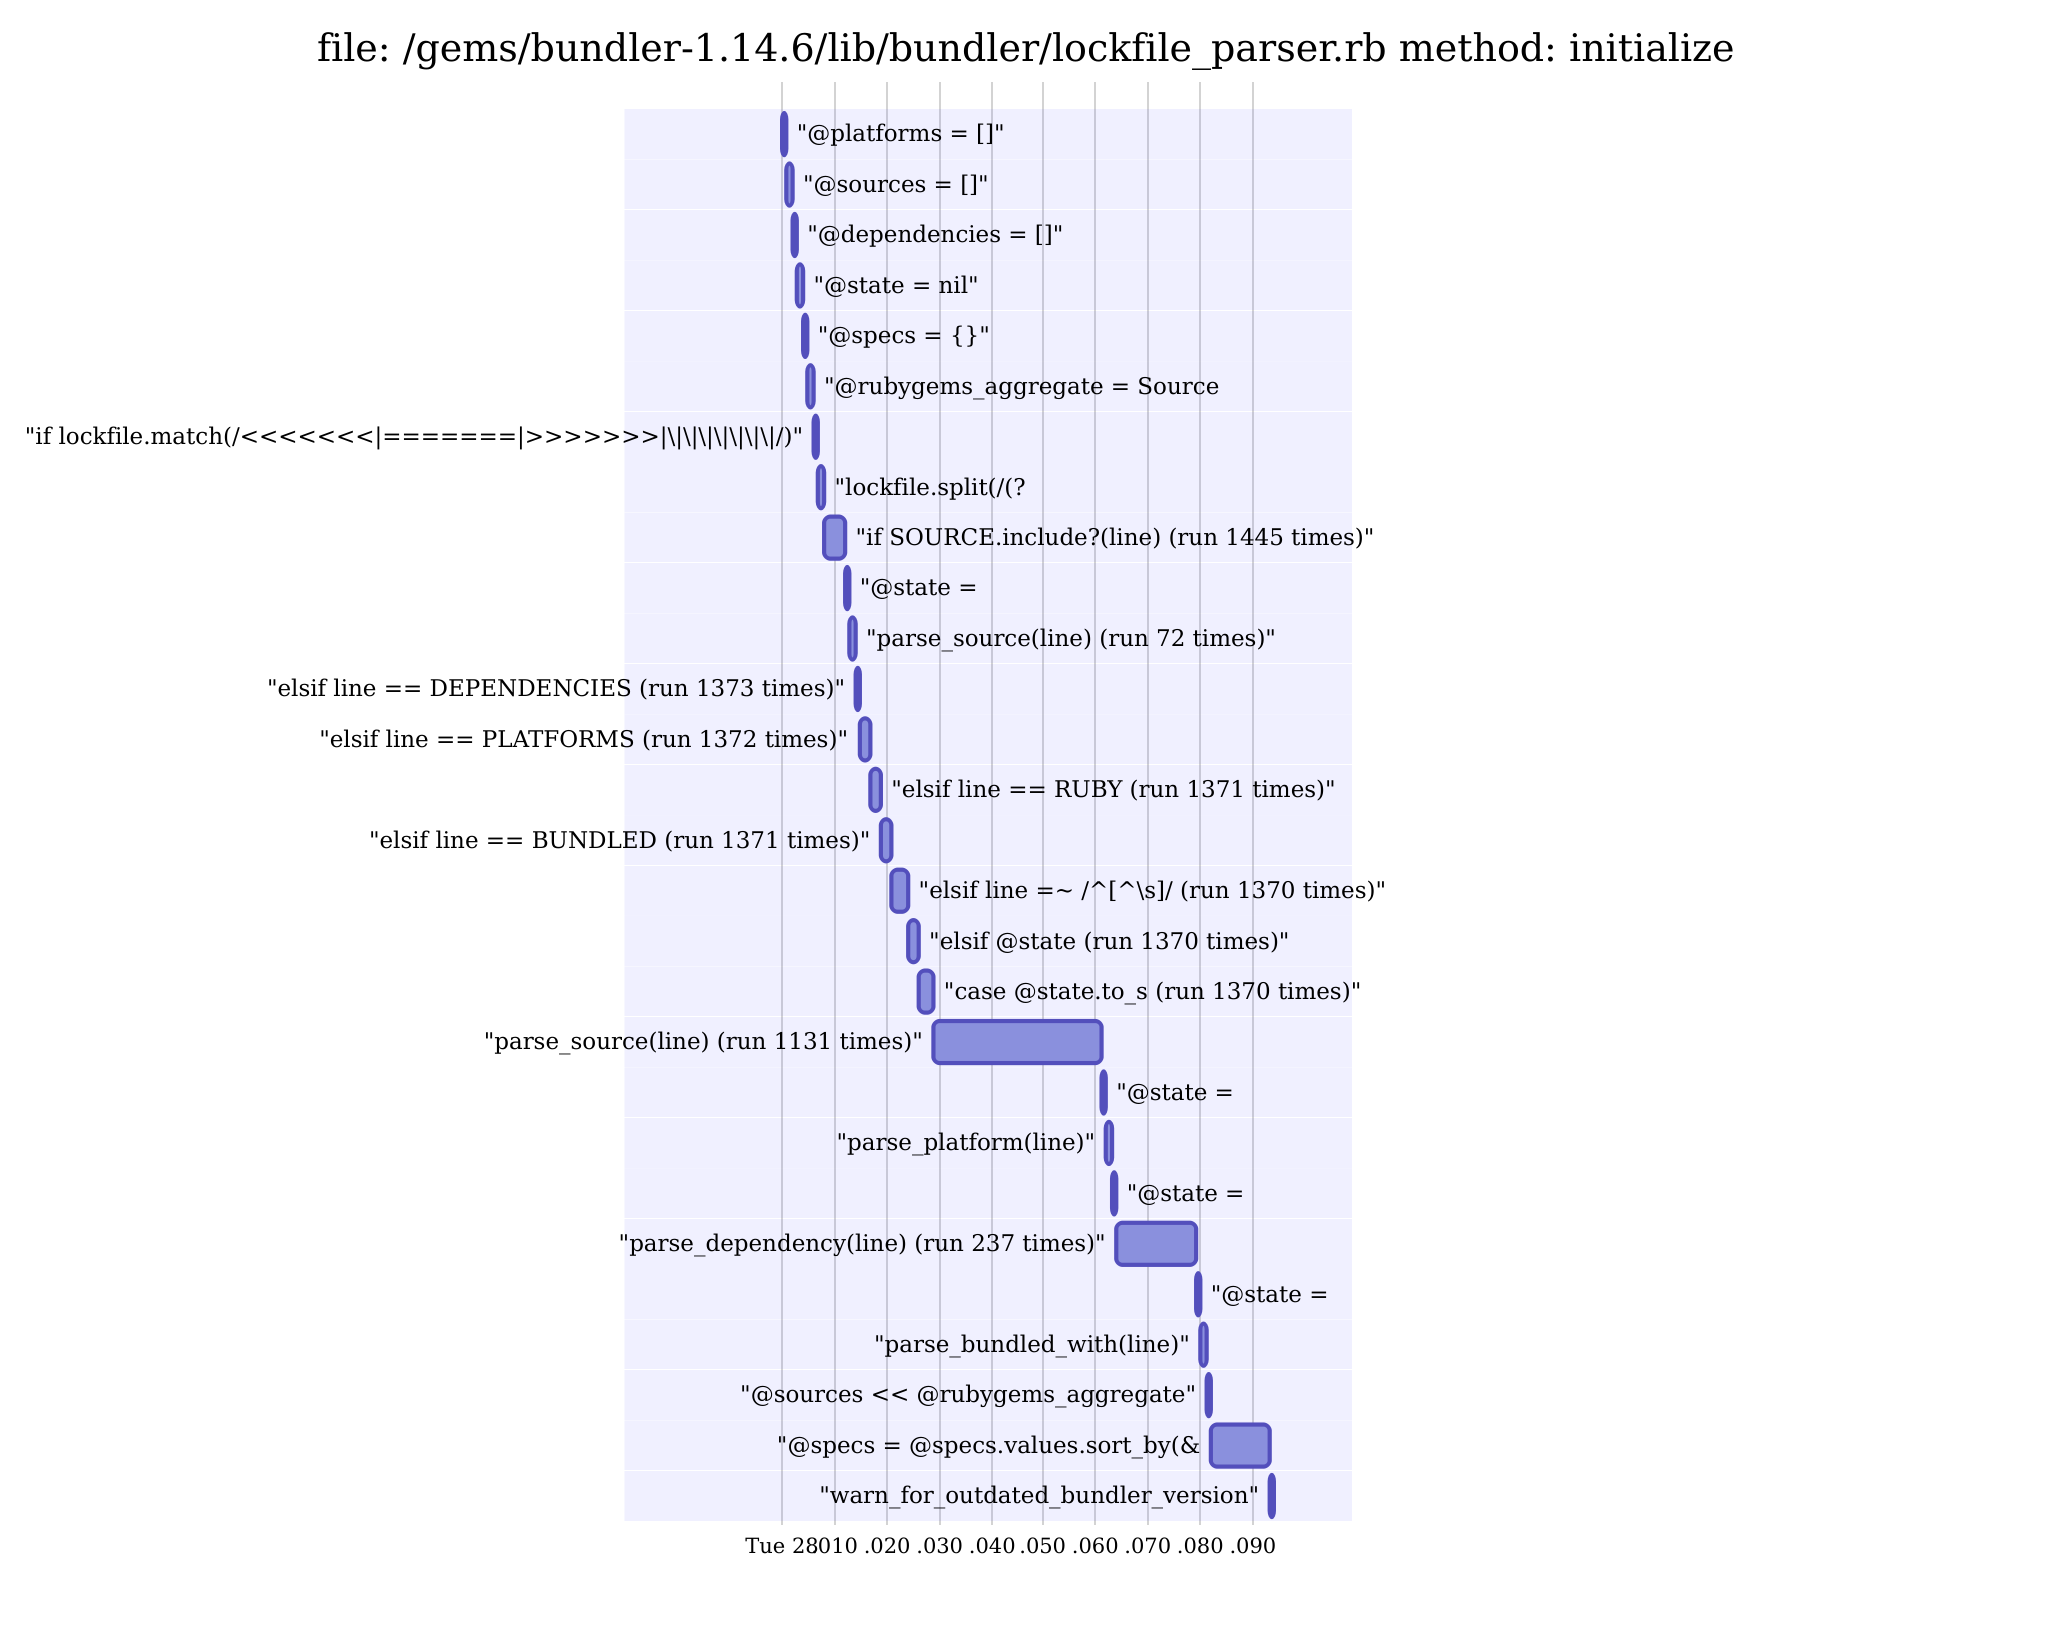 file: /gems/bundler-1.14.6/lib/bundler/lockfile_parser.rb method: initialize
"@platforms = []"
"@sources = []"
"@dependencies = []"
"@state = nil"
"@specs = {}"
"@rubygems_aggregate = Source
"if lockfile.match(/<<<<<<<|=======|>>>>>>>|\|\|\|\|\|\|\|/)"
"lockfile.split(/(?
"if SOURCE.include?(line) (run 1445 times)"
"@state =
"parse_source(line) (run 72 times)"
"elsif line == DEPENDENCIES (run 1373 times)"
"elsif line == PLATFORMS (run 1372 times)"
"elsif line == RUBY (run 1371 times)"
"elsif line == BUNDLED (run 1371 times)"
"elsif line =~ /^[^\s]/ (run 1370 times)"
"elsif @state (run 1370 times)"
"case @state.to_s (run 1370 times)"
"parse_source(line) (run 1131 times)"
"@state =
"parse_platform(line)"
"@state =
"parse_dependency(line) (run 237 times)"
"@state =
"parse_bundled_with(line)"
"@sources << @rubygems_aggregate"
"@specs = @specs.values.sort_by(&
"warn_for_outdated_bundler_version"
Tue 28 .010 .020 .030 .040 .050 .060 .070 .080 .090